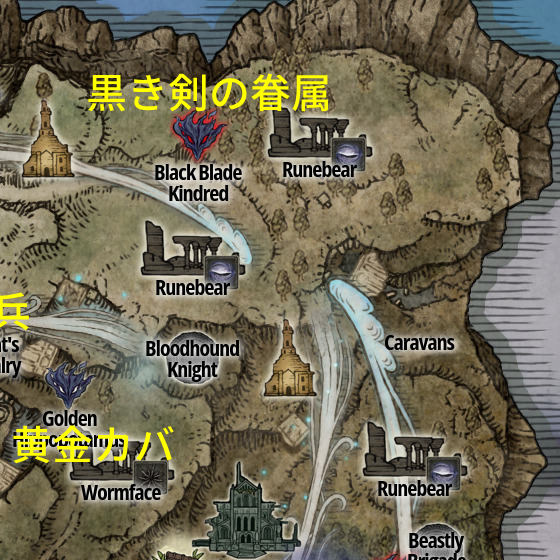 黒き剣の眷属
Black Blade
Kindred
Runebear
Runebear
兵
t's
lry
Bloodhound
Knight
Caravans
Golden
黄金カバ
Wormface
Runebear
Beastly
Brigade